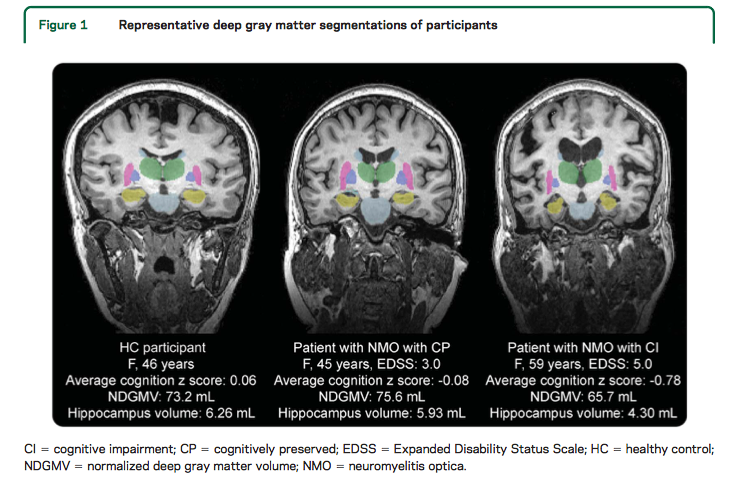 Figure 1 Representative deep gray matter segmentations of participants
HC participant
F, 46 years
Average cognition z score: 0.06
NDGMV: 73.2 mL
Hippocampus volume: 6.26 mL
Patient with NMO with CP
F, 45 years, EDSS: 3.0
Average cognition z score: -0.08
NDGMV: 75.6 mL
Hippocampus volume: 5.93 mL
Patient with NMO with CI
F, 59 years, EDSS: 5.0
Average cognition z score: -0.78
NDGMV: 65.7 mL
Hippocampus volume: 4.30 mL
CI = cognitive impairment; CP = cognitively preserved; EDSS = Expanded Disability Status Scale; HC = healthy control;
NDGMV = normalized deep gray matter volume; NMO = neuromyelitis optica.